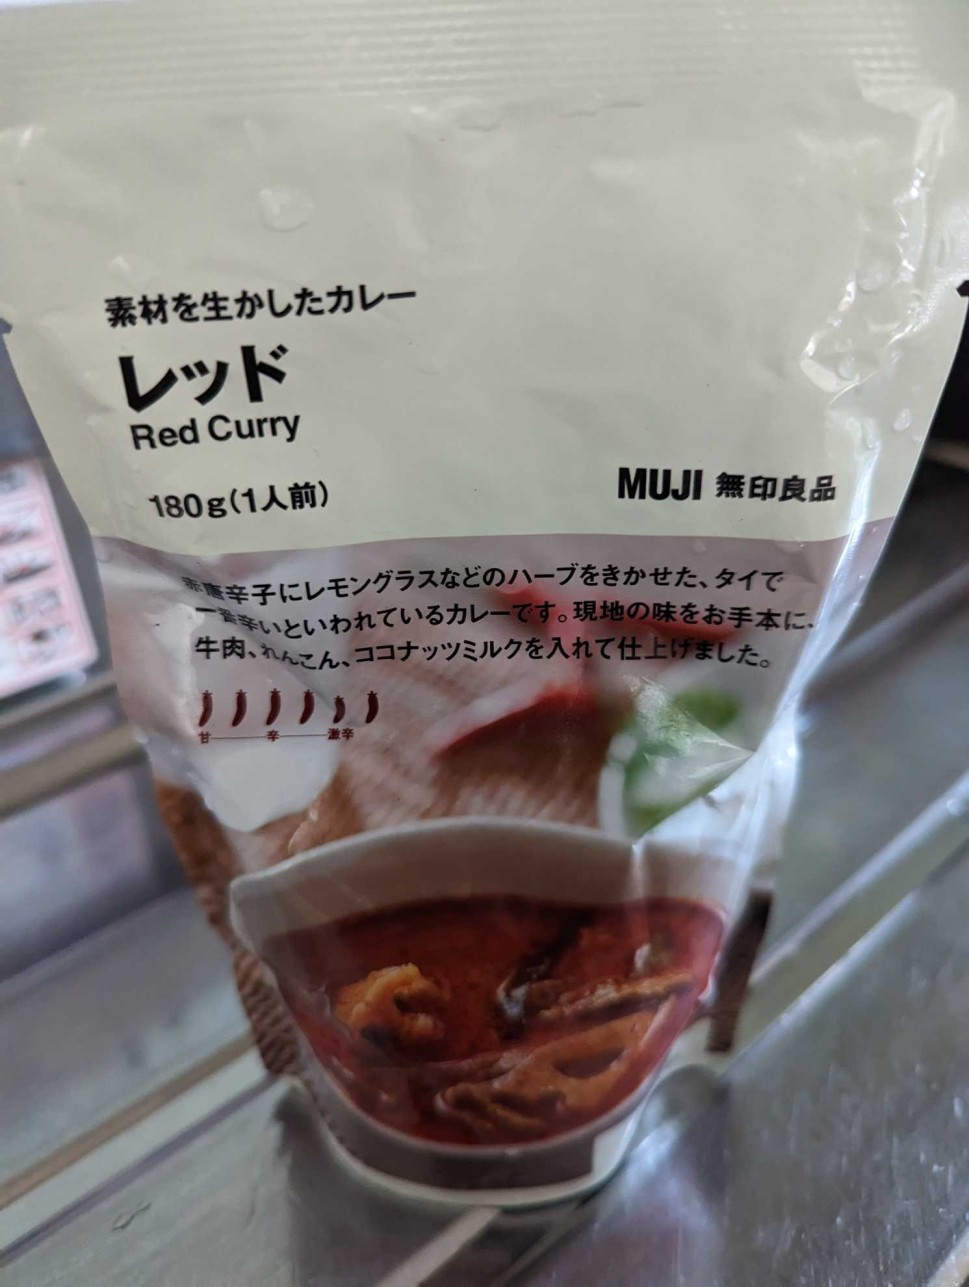 素材を生かしたカレー
レッド
Red Curry
180g(1人前)
MUJI 無印良品
赤唐辛子にレモングラスなどのハーブをきかせた、タイで
一番辛いといわれているカレーです。現地の味をお手本に、
牛肉、れんこん、ココナッツミルクを入れて仕上げました。
甘 辛 激辛